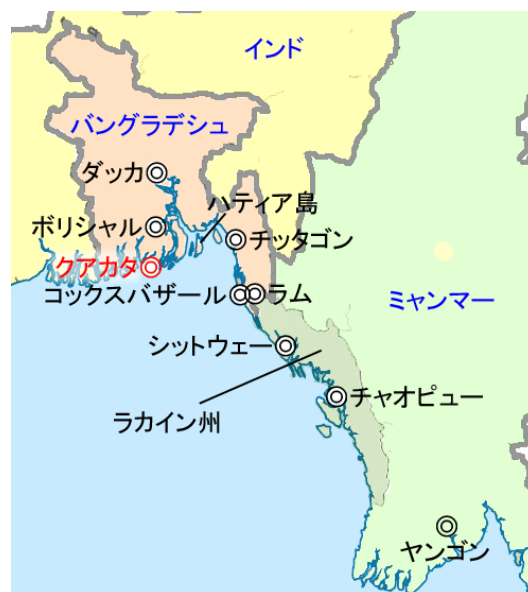 インド
バングラデシュ
ダッカ
ハティア島
ボリシャル
チッタゴン
クアカタ
コックスバザール
ラム
ミャンマー
シットウェー
チャオピュー
ラカイン州
ヤンゴン